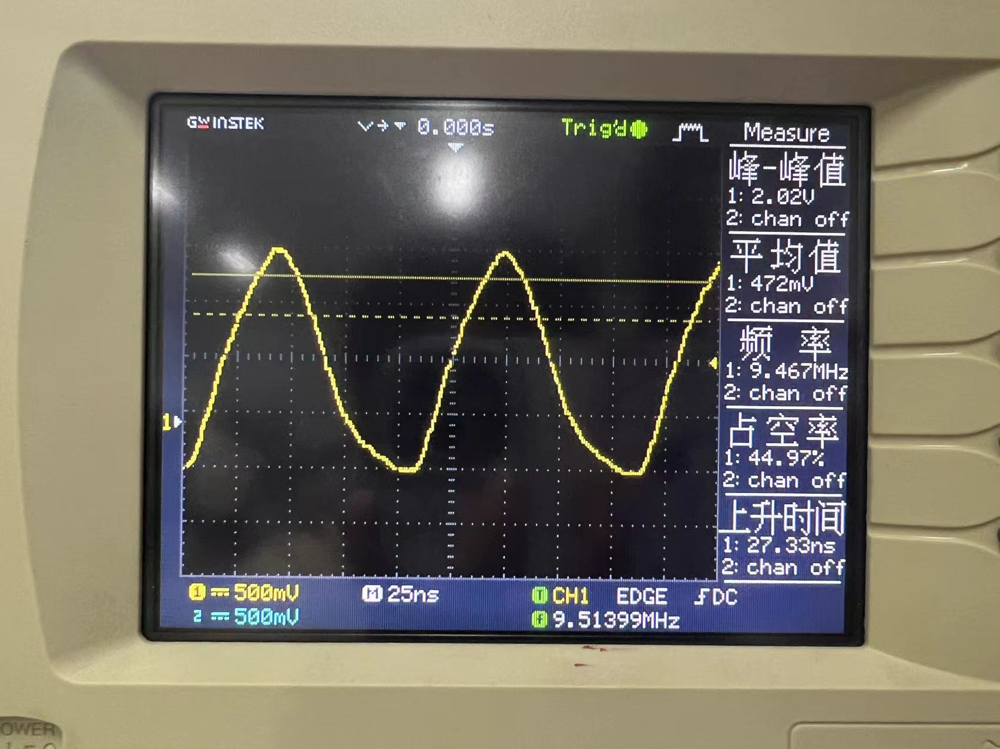 GW INSTEK
0.000s
Trig'd
Measure
峰-峰值
1: 2.02V
2: chan off
平均值
1: 472mV
2: chan off
频 率
1: 9.467MHz
2: chan off
占空率
1: 44.97%
2: chan off
上升时间
1: 27.33ns
2: chan off
1
1 500mV
M 25ns
T CH1 EDGE DC
2 500mV
f 9.51399MHz
OWER